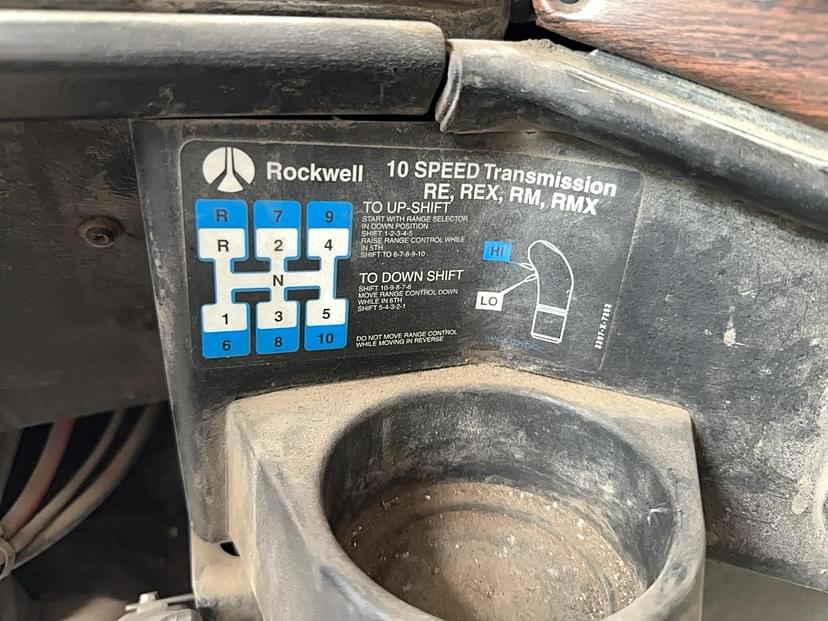 Rockwell 10 SPEED Transmission
RE, REX, RM, RMX
R 7 9
R 2 4
N
1 3 5
6 8 10
TO UP-SHIFT
START WITH RANGE SELECTOR
IN DOWN POSITION
SHIFT 1-2-3-4-5
RAISE RANGE CONTROL WHILE
IN 5TH
SHIFT TO 6-7-8-9-10
TO DOWN SHIFT
SHIFT 10-9-8-7-6
MOVE RANGE CONTROL DOWN
WHILE IN 6TH
SHIFT 5-4-3-2-1
DO NOT MOVE RANGE CONTROL
WHILE MOVING IN REVERSE
HI
LO